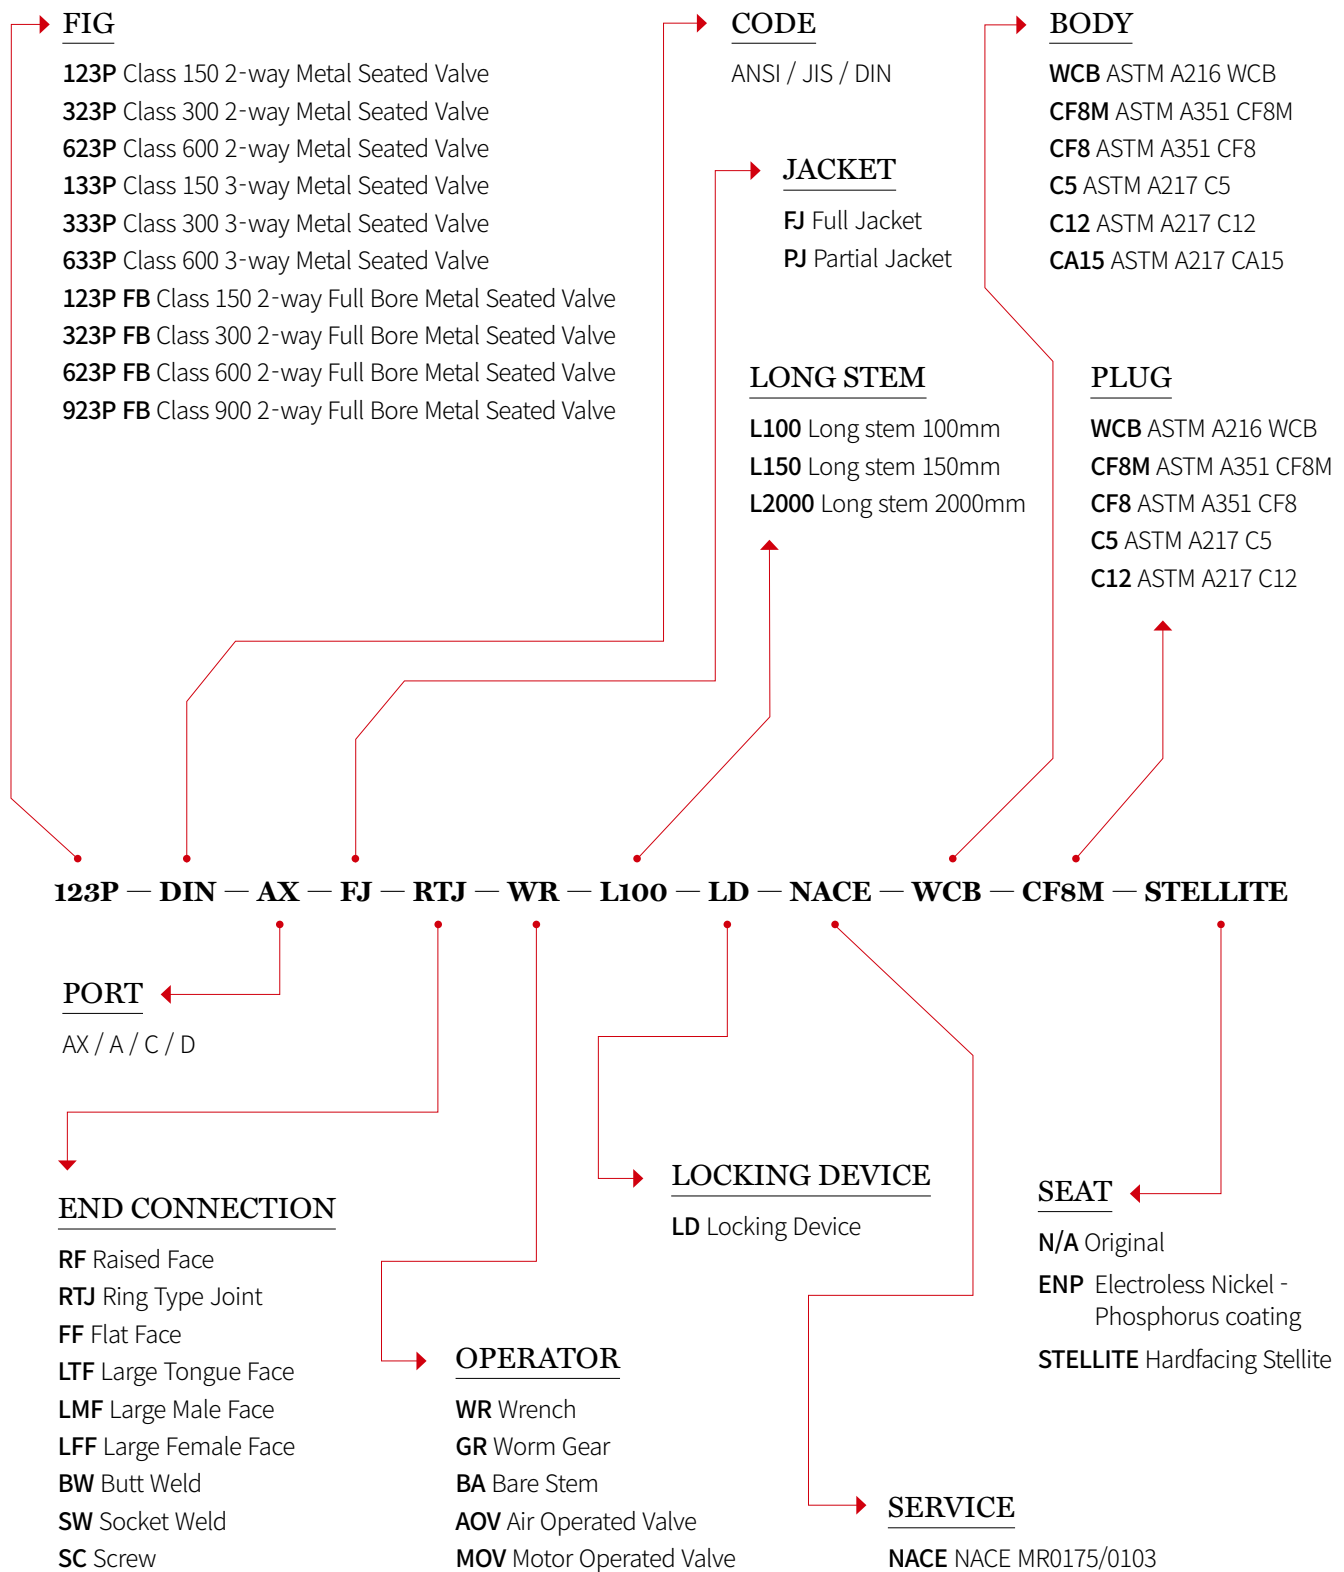 FIG
123P Class 150 2-way Metal Seated Valve
323P Class 300 2-way Metal Seated Valve
623P Class 600 2-way Metal Seated Valve
133P Class 150 3-way Metal Seated Valve
333P Class 300 3-way Metal Seated Valve
633P Class 600 3-way Metal Seated Valve
123P FB Class 150 2-way Full Bore Metal Seated Valve
323P FB Class 300 2-way Full Bore Metal Seated Valve
623P FB Class 600 2-way Full Bore Metal Seated Valve
923P FB Class 900 2-way Full Bore Metal Seated Valve
CODE
ANSI / JIS / DIN
JACKET
FJ Full Jacket
PJ Partial Jacket
BODY
WCB ASTM A216 WCB
CF8M ASTM A351 CF8M
CF8 ASTM A351 CF8
C5 ASTM A217 C5
C12 ASTM A217 C12
CA15 ASTM A217 CA15
LONG STEM
L100 Long stem 100mm
L150 Long stem 150mm
L2000 Long stem 2000mm
PLUG
WCB ASTM A216 WCB
CF8M ASTM A351 CF8M
CF8 ASTM A351 CF8
C5 ASTM A217 C5
C12 ASTM A217 C12
123P — DIN — AX — FJ — RTJ — WR — L100 — LD — NACE — WCB — CF8M — STELLITE
PORT
AX / A / C / D
END CONNECTION
RF Raised Face
RTJ Ring Type Joint
FF Flat Face
LTF Large Tongue Face
LMF Large Male Face
LFF Large Female Face
BW Butt Weld
SW Socket Weld
SC Screw
OPERATOR
WR Wrench
GR Worm Gear
BA Bare Stem
AOV Air Operated Valve
MOV Motor Operated Valve
LOCKING DEVICE
LD Locking Device
SERVICE
NACE NACE MR0175/0103
SEAT
N/A Original
ENP Electroless Nickel -
Phosphorus coating
STELLITE Hardfacing Stellite